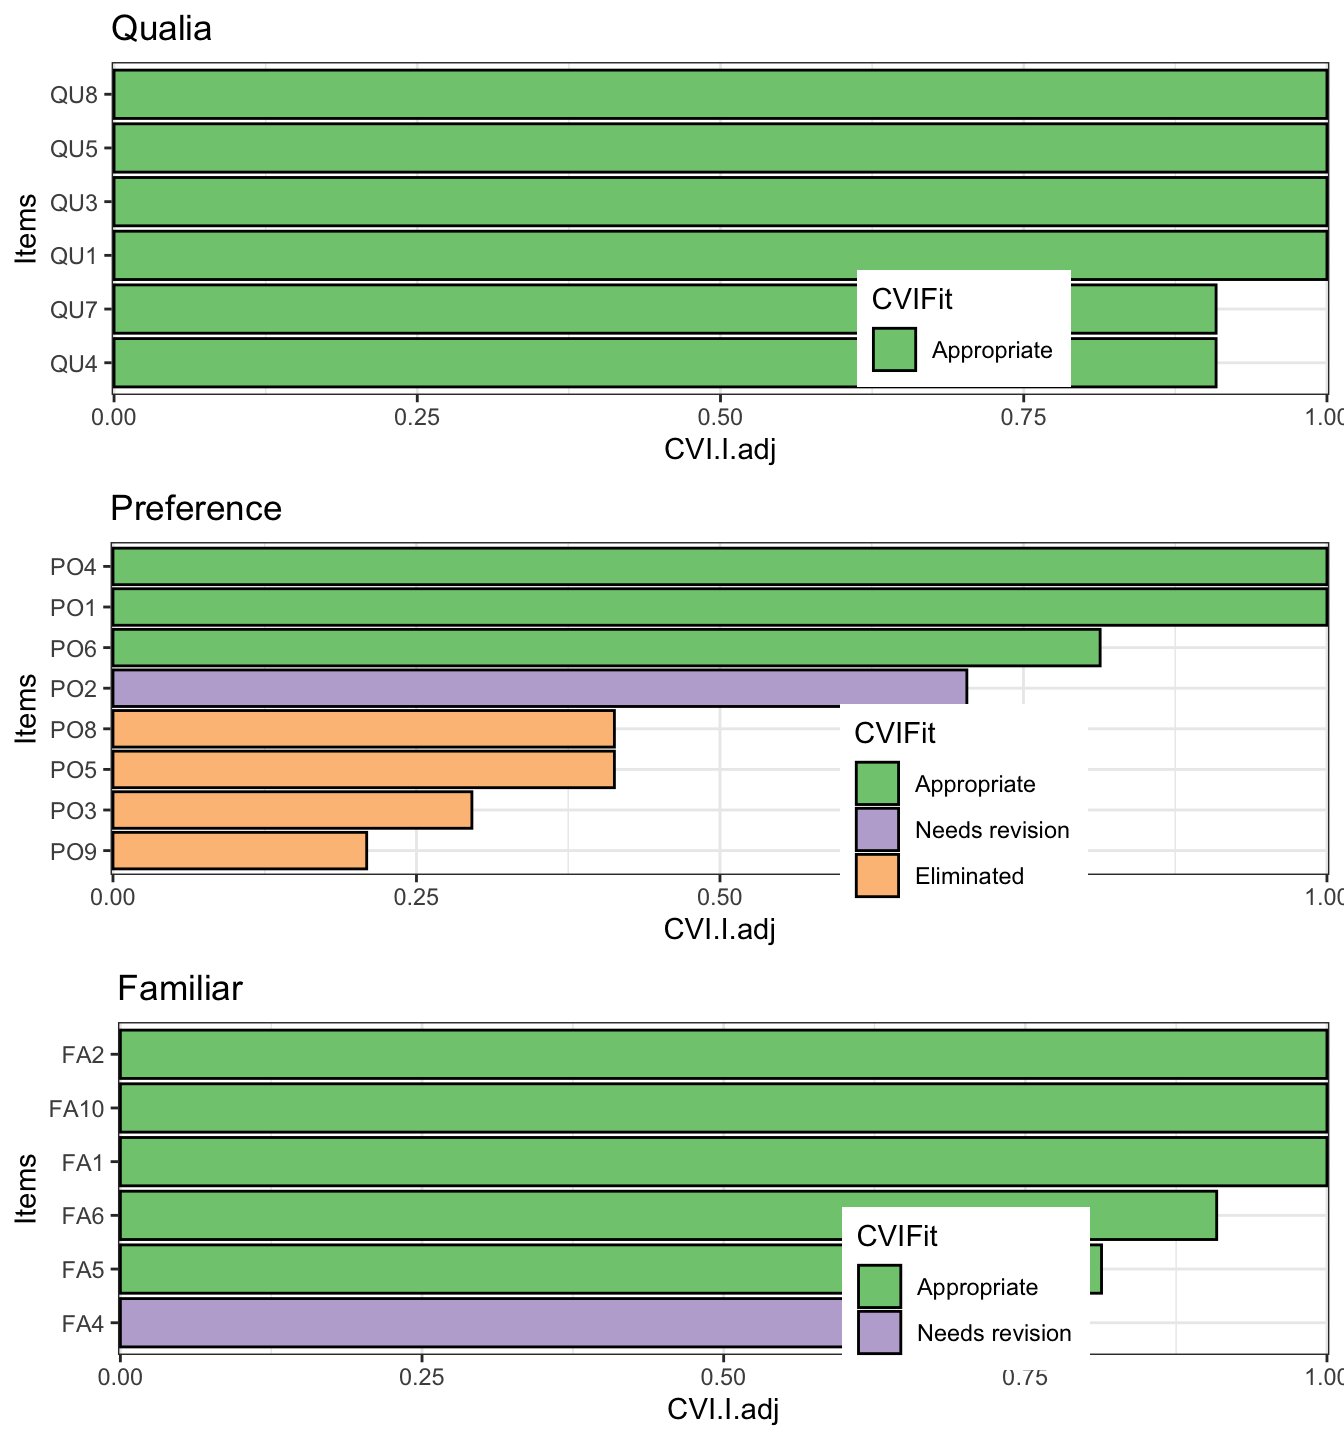 Qualia
Items
QU8
QU5
QU3
QU1
QU7
QU4
CVIFit
Appropriate
0.00 0.25 0.50 0.75 1.00
CVI.I.adj
Preference
Items
PO4
PO1
PO6
PO2
PO8
PO5
PO3
PO9
CVIFit
Appropriate
Needs revision
Eliminated
0.00 0.25 0.50 1.00
CVI.I.adj
Familiar
Items
FA2
FA10
FA1
FA6
FA5
FA4
CVIFit
Appropriate
Needs revision
0.00 0.25 0.50 0.75 1.00
CVI.I.adj